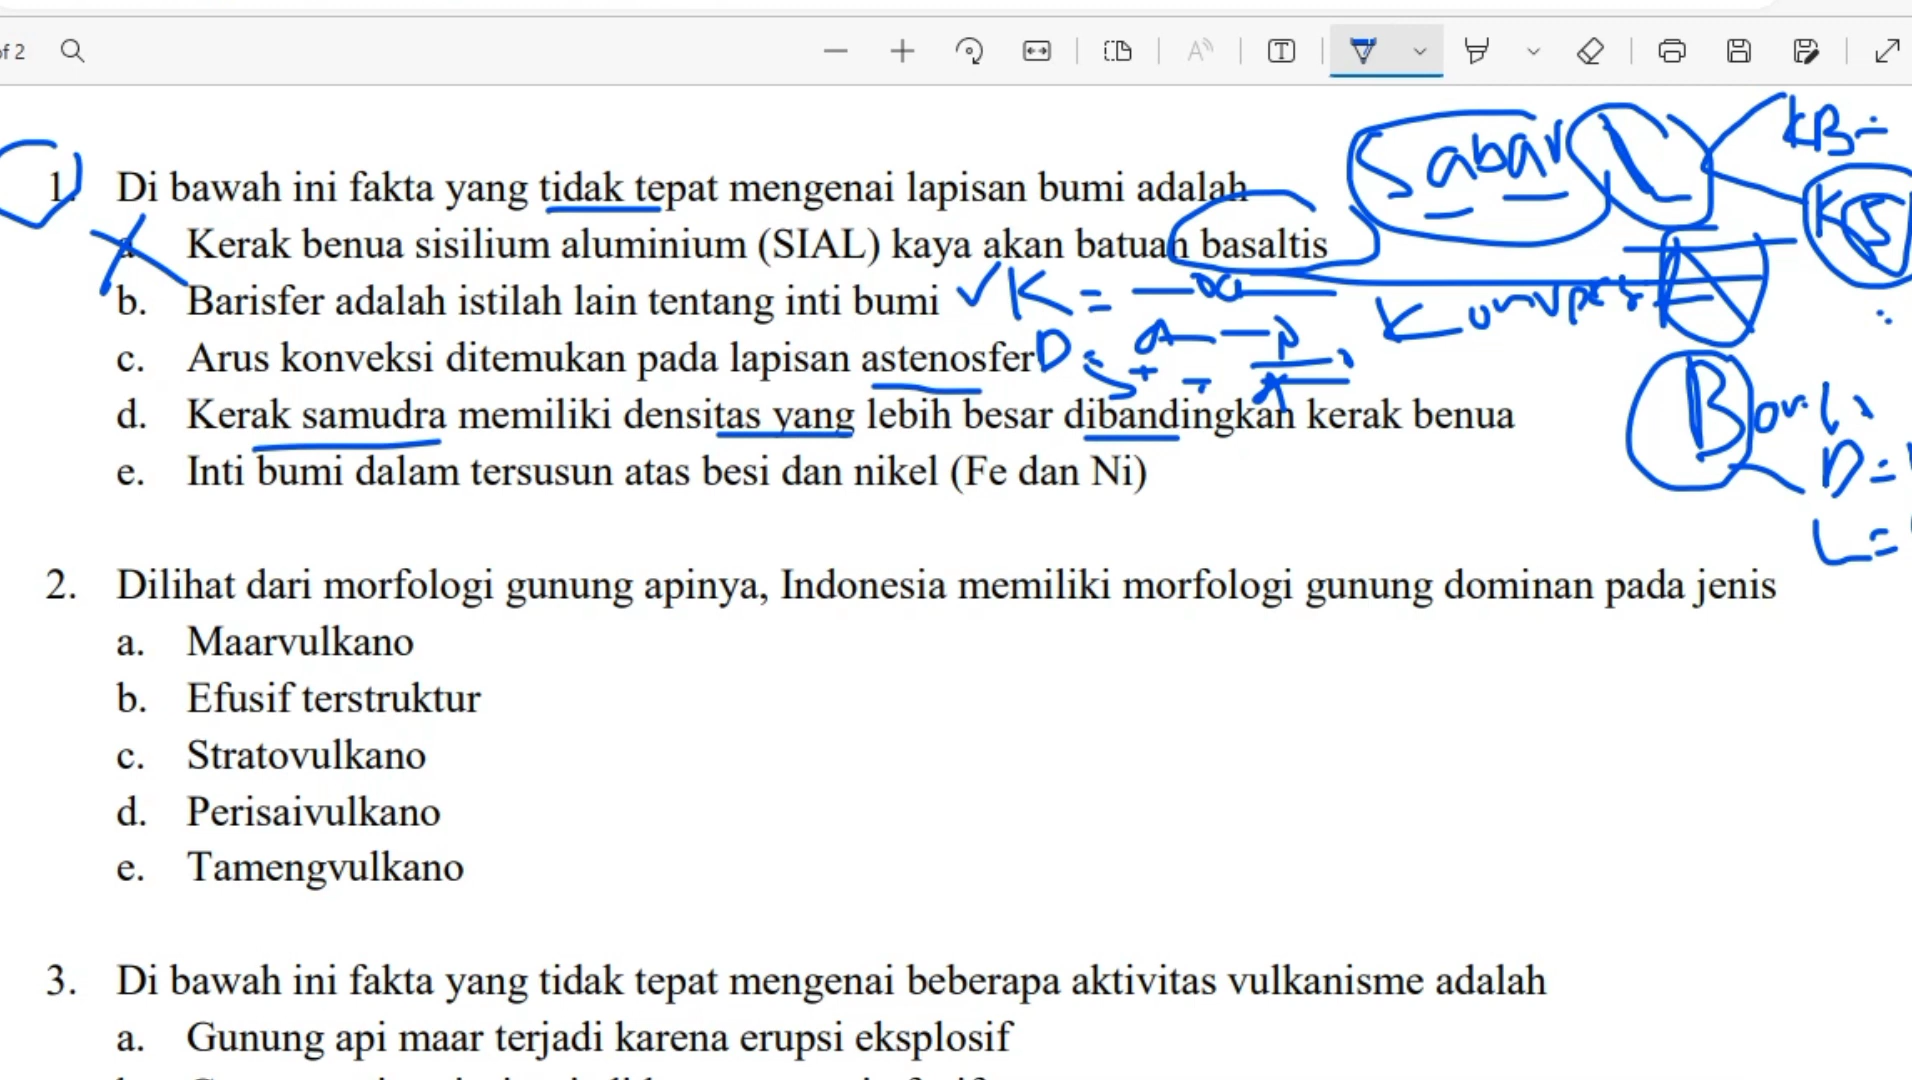 of 2
Sabar
KB =
1. Di bawah ini fakta yang tidak tepat mengenai lapisan bumi adalah
a. Kerak benua sisilium aluminium (SIAL) kaya akan batuan basaltis
b. Barisfer adalah istilah lain tentang inti bumi
K =
c. Arus konveksi ditemukan pada lapisan astenosfer
d. Kerak samudra memiliki densitas yang lebih besar dibandingkan kerak benua
D =
e. Inti bumi dalam tersusun atas besi dan nikel (Fe dan Ni)
L =
2. Dilihat dari morfologi gunung apinya, Indonesia memiliki morfologi gunung dominan pada jenis
a. Maarvulkano
b. Efusif terstruktur
c. Stratovulkano
d. Perisaivulkano
e. Tamengvulkano
3. Di bawah ini fakta yang tidak tepat mengenai beberapa aktivitas vulkanisme adalah
a. Gunung api maar terjadi karena erupsi eksplosif